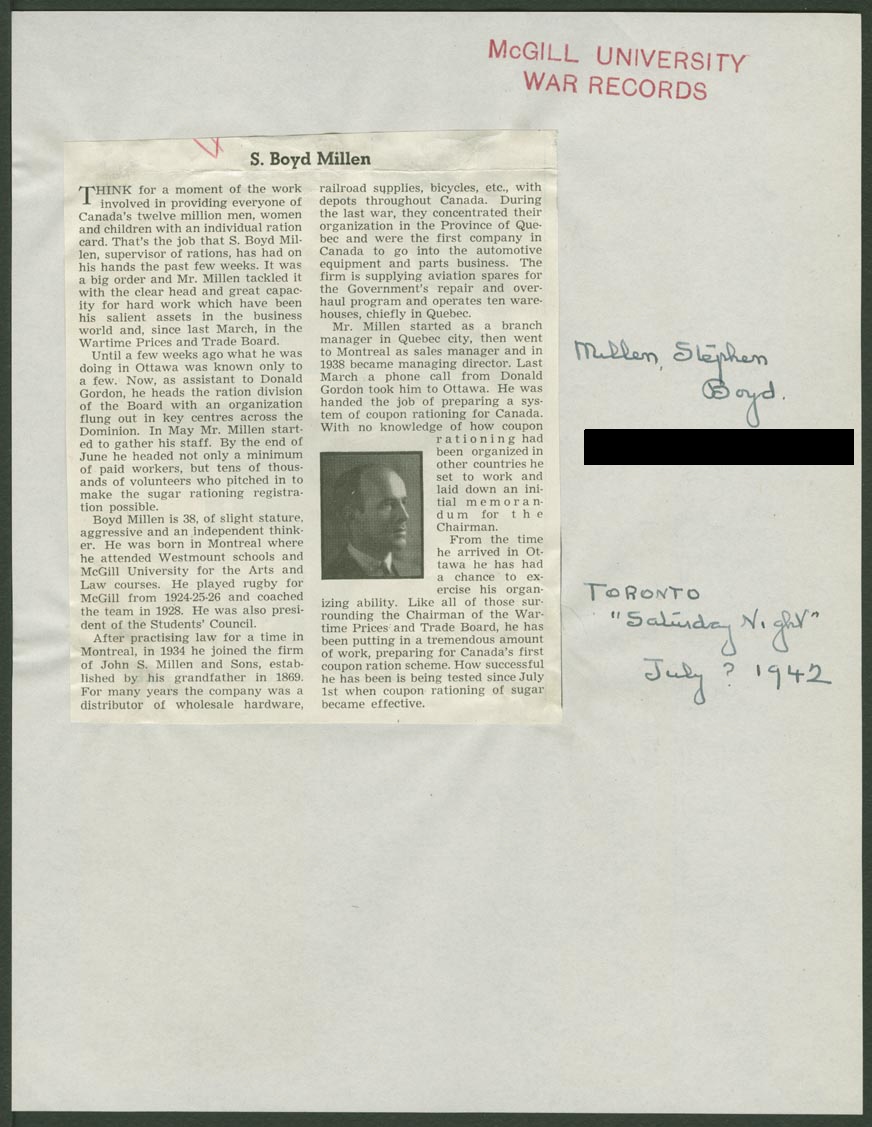 McGILL UNIVERSITY
WAR RECORDS
S. Boyd Millen
THINK for a moment of the work
involved in providing everyone of
Canada's twelve million men, women
and children with an individual ration
card. That's the job that S. Boyd Mil-
len, supervisor of rations, has had on
his hands the past few weeks. It was
a big order and Mr. Millen tackled it
with the clear head and great capac-
ity for hard work which have been
his salient assets in the business
world and, since last March, in the
Wartime Prices and Trade Board.
Until a few weeks ago what he was
doing in Ottawa was known only to
a few. Now, as assistant to Donald
Gordon, he heads the ration division
of the Board with an organization
flung out in key centres across the
Dominion. In May Mr. Millen start-
ed to gather his staff. By the end of
June he headed not only a minimum
of paid workers, but tens of thous-
ands of volunteers who pitched in to
make the sugar rationing registra-
tion possible.
Boyd Millen is 38, of slight stature,
aggressive and an independent think-
er. He was born in Montreal where
he attended Westmount schools and
McGill University for the Arts and
Law courses. He played rugby for
McGill from 1924-25-26 and coached
the team in 1928. He was also presi-
dent of the Students' Council.
After practising law for a time in
Montreal, in 1934 he joined the firm
of John S. Millen and Sons, estab-
lished by his grandfather in 1869.
For many years the company was a
distributor of wholesale hardware,
railroad supplies, bicycles, etc., with
depots throughout Canada. During
the last war, they concentrated their
organization in the Province of Que-
bec and were the first company in
Canada to go into the automotive
equipment and parts business. The
firm is supplying aviation spares for
the Government's repair and over-
haul program and operates ten ware-
houses, chiefly in Quebec.
Mr. Millen started as a branch
manager in Quebec city, then went
to Montreal as sales manager and in
1938 became managing director. Last
March a phone call from Donald
Gordon took him to Ottawa. He was
handed the job of preparing a sys-
tem of coupon rationing for Canada.
With no knowledge of how coupon
rationing had
been organized in
other countries he
set to work and
laid down an ini-
tial memoran-
dum for the
Chairman.
From the time
he arrived in Ot-
tawa he has had
a chance to ex-
ercise his organ-
izing ability. Like all of those sur-
rounding the Chairman of the War-
time Prices and Trade Board, he has
been putting in a tremendous amount
of work, preparing for Canada's first
coupon ration scheme. How successful
he has been is being tested since July
1st when coupon rationing of sugar
became effective.
Millen, Stephen
Boyd.
TORONTO
"Saturday Night"
July ? 1942